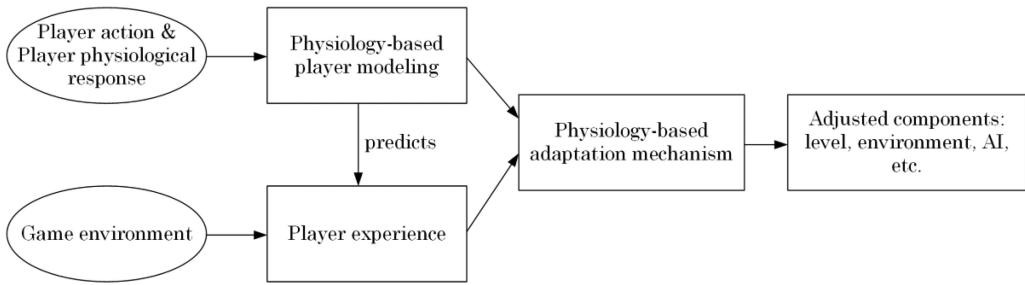 Player action &
Player physiological
response
Physiology-based
player modeling
predicts
Game environment
Player experience
Physiology-based
adaptation mechanism
Adjusted components:
level, environment, AI,
etc.